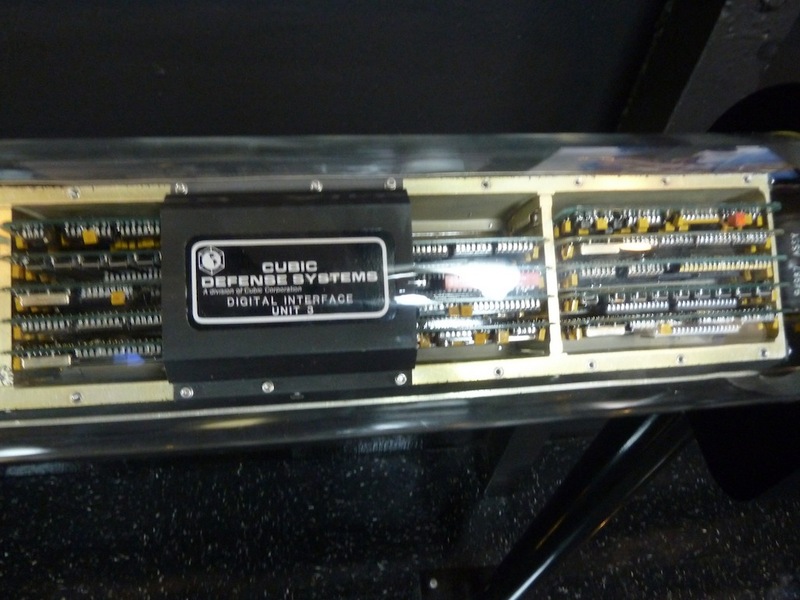 CUBIC
DEFENSE SYSTEMS
A division of Cubic Corporation
DIGITAL INTERFACE
UNIT 3